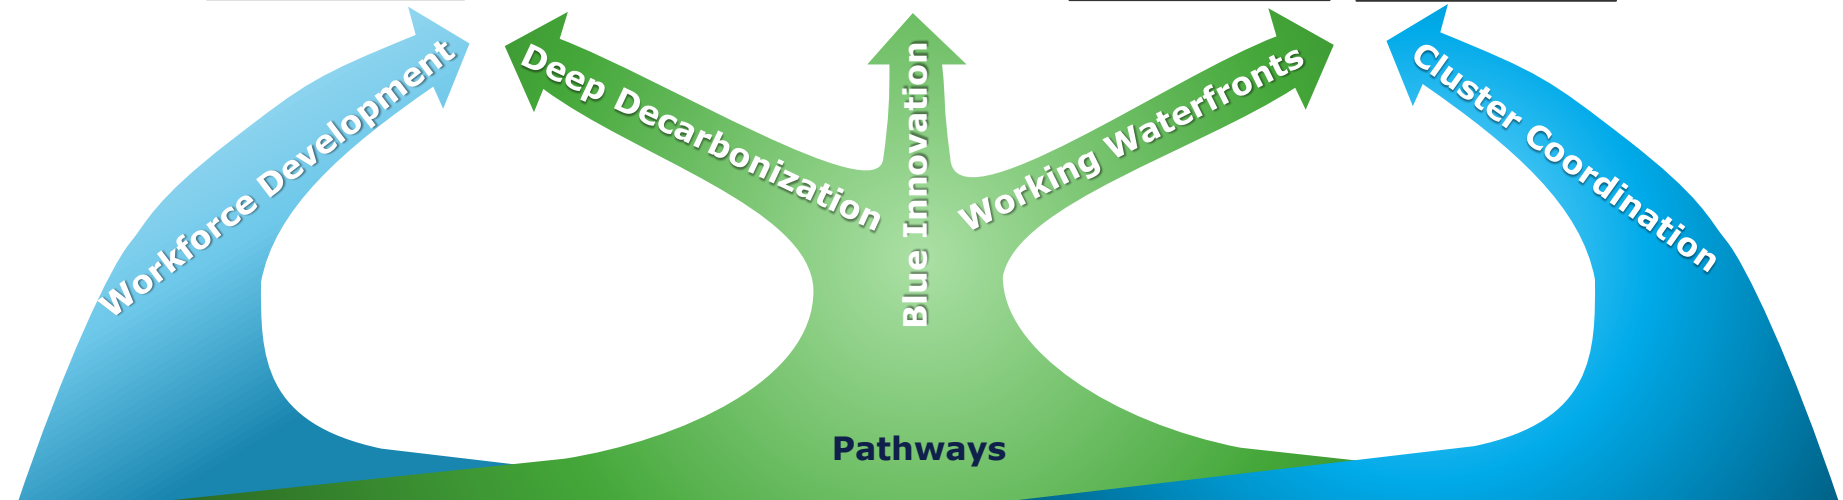 Workforce Development
Deep Decarbonization
Blue Innovation
Working Waterfronts
Cluster Coordination
Pathways